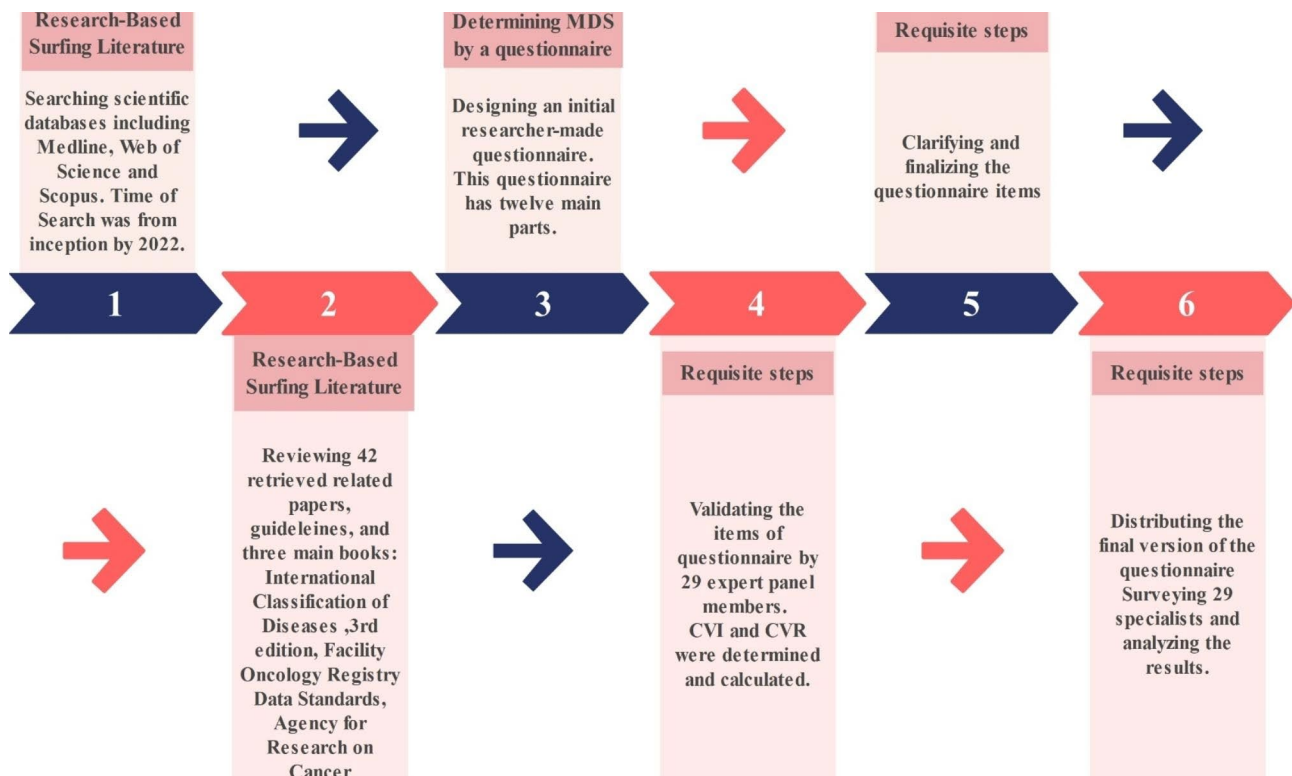 Research-Based
Surfing Literature
Searching scientific
databases including
Medline, Web of
Science and
Scopus. Time of
Search was from
inception by 2022.
1
Research-Based
Surfing Literature
Reviewing 42
retrieved related
papers,
guideleines, and
three main books:
International
Classification of
Diseases ,3rd
edition, Facility
Oncology Registry
Data Standards,
Agency for
Research on
Cancer
2
Determining MDS
by a questionnaire
Designing an initial
researcher-made
questionnaire.
This questionnaire
has twelve main
parts.
3
Requisite steps
Validating the
items of
questionnaire by
29 expert panel
members.
CVI and CVR
were determined
and calculated.
4
Requisite steps
Clarifying and
finalizing the
questionnaire items
5
Requisite steps
Distributing the
final version of the
questionnaire
Surveying 29
specialists and
analyzing the
results.
6